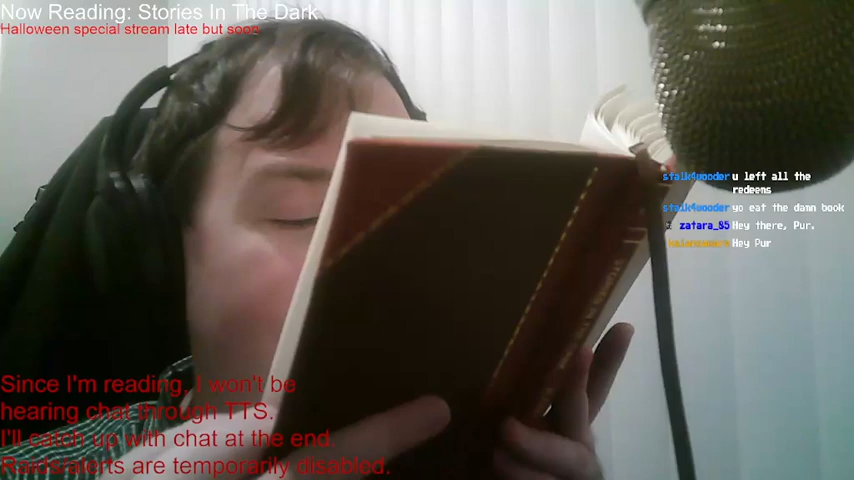 Now Reading: Stories In The Dark
Halloween special stream late but soon
stalk4wooder u left all the
redeems
stalk4wooder yo eat the damn book
zatara_85 Hey there, Pur.
Hey Pur
Since I'm reading, I won't be
hearing chat through TTS.
I'll catch up with chat at the end.
Raids/alerts are temporarily disabled.